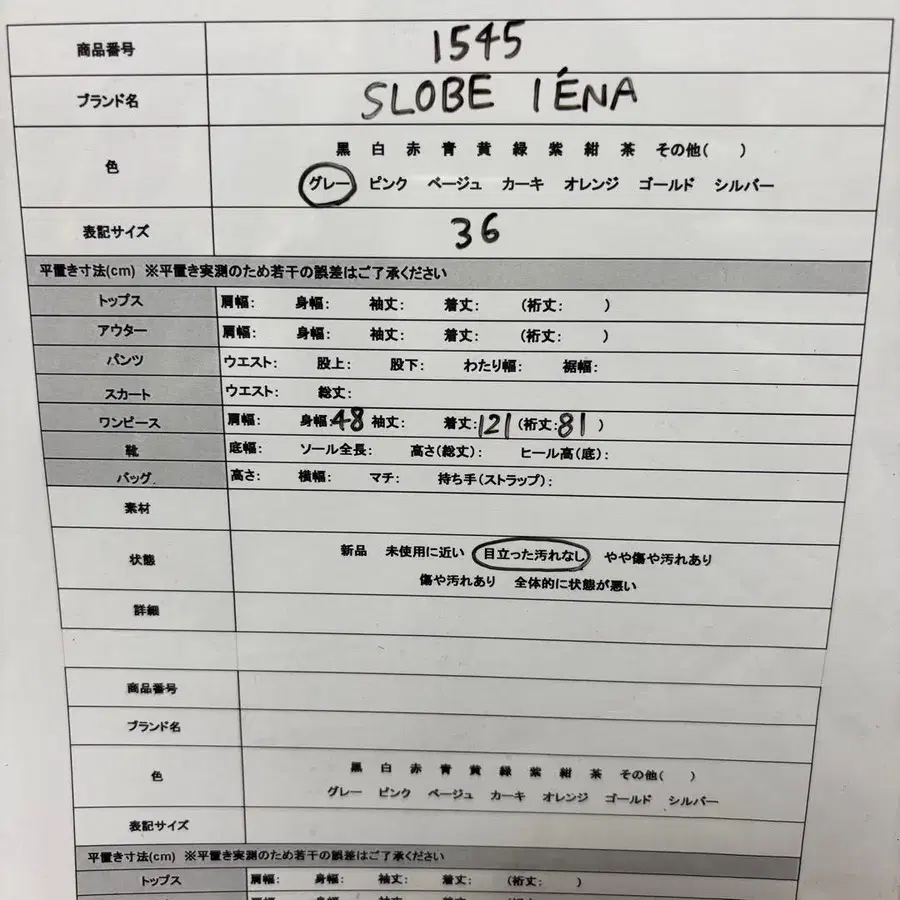 商品番号 1545
ブランド名 SLOBE IÉNA
色 黒 白 赤 青 黄 緑 紫 紺 茶 その他( )
グレー ピンク ベージュ カーキ オレンジ ゴールド シルバー
表記サイズ 36
平置き寸法(cm) ※平置き実測のため若干の誤差はご了承ください
トップス 肩幅: 身幅: 袖丈: 着丈: (裄丈: )
アウター 肩幅: 身幅: 袖丈: 着丈: (裄丈: )
パンツ ウエスト: 股上: 股下: わたり幅: 裾幅:
スカート ウエスト: 総丈:
ワンピース 肩幅: 身幅:48 袖丈: 着丈:121 (裄丈:81 )
靴 底幅: ソール全長: 高さ(総丈): ヒール高(底):
バッグ 高さ: 横幅: マチ: 持ち手(ストラップ):
素材
状態 新品 未使用に近い 目立った汚れなし やや傷や汚れあり
傷や汚れあり 全体的に状態が悪い
詳細
商品番号
ブランド名
色 黒 白 赤 青 黄 緑 紫 紺 茶 その他( )
グレー ピンク ベージュ カーキ オレンジ ゴールド シルバー
表記サイズ
平置き寸法(cm) ※平置き実測のため若干の誤差はご了承ください
トップス 肩幅: 身幅: 袖丈: 着丈: (裄丈: )